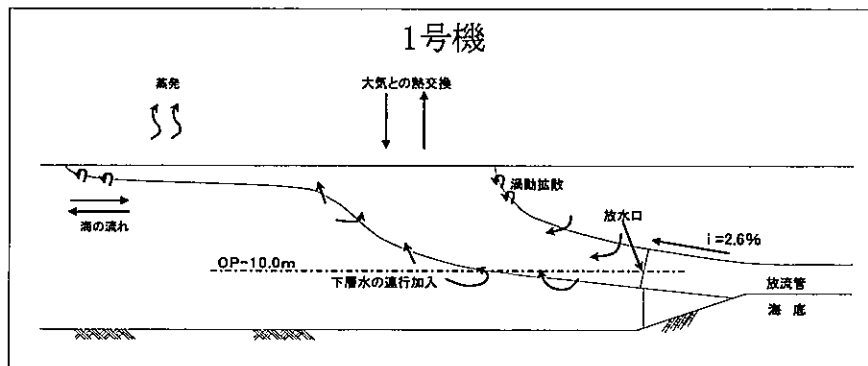 1号機
蒸発
大気との熱交換
渦動拡散
放水口
海の流れ
i=2.6%
OP-10.0m
下層水の連行加入
放流管
海底